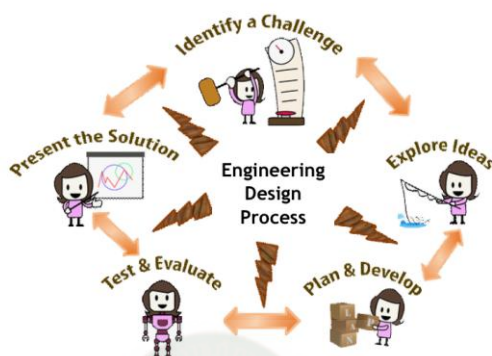 Identify a Challenge
Explore Ideas
Plan & Develop
Test & Evaluate
Present the Solution
Engineering
Design
Process